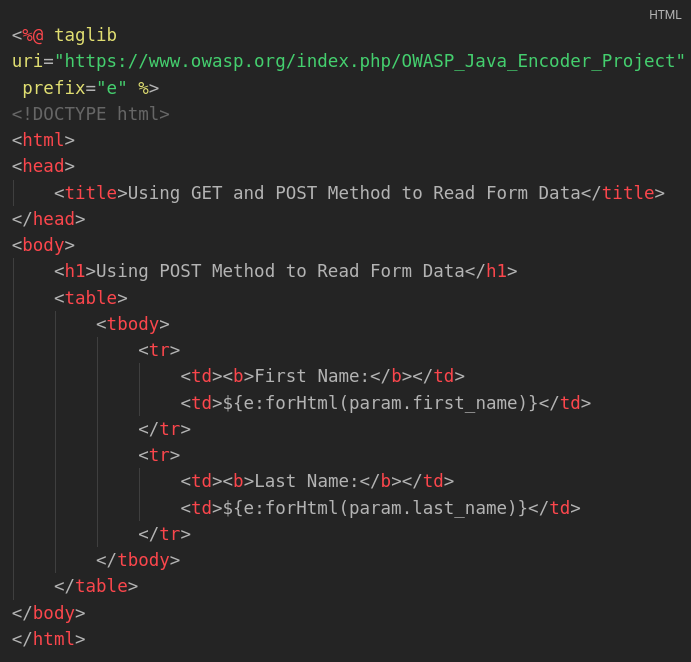 HTML
<%@ taglib
uri="https://www.owasp.org/index.php/OWASP_Java_Encoder_Project"
 prefix="e" %>
<!DOCTYPE html>
<html>
<head>
    <title>Using GET and POST Method to Read Form Data</title>
</head>
<body>
    <h1>Using POST Method to Read Form Data</h1>
    <table>
        <tbody>
            <tr>
                <td><b>First Name:</b></td>
                <td>${e:forHtml(param.first_name)}</td>
            </tr>
            <tr>
                <td><b>Last Name:</b></td>
                <td>${e:forHtml(param.last_name)}</td>
            </tr>
        </tbody>
    </table>
</body>
</html>